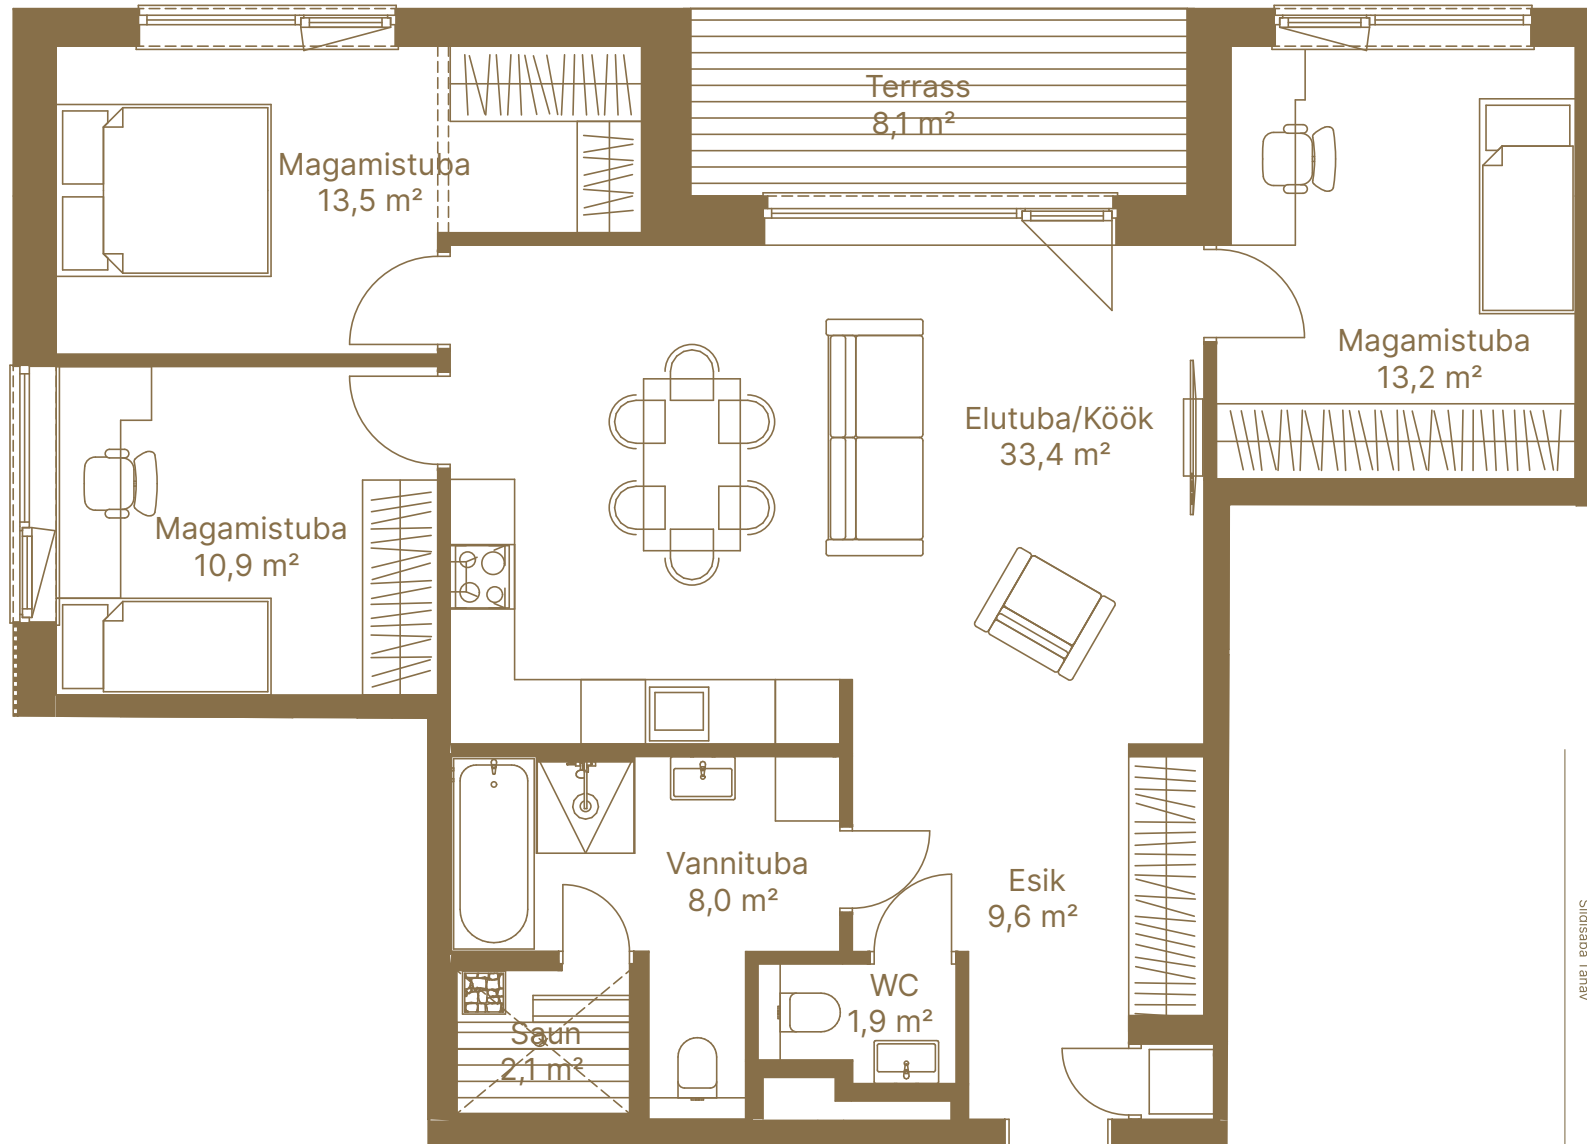 Terrass
8,1 m²
Magamistuba
13,5 m²
Magamistuba
13,2 m²
Elutuba/Köök
33,4 m²
Magamistuba
10,9 m²
Vannituba
8,0 m²
Esik
9,6 m²
WC
1,9 m²
Saun
2,1 m²